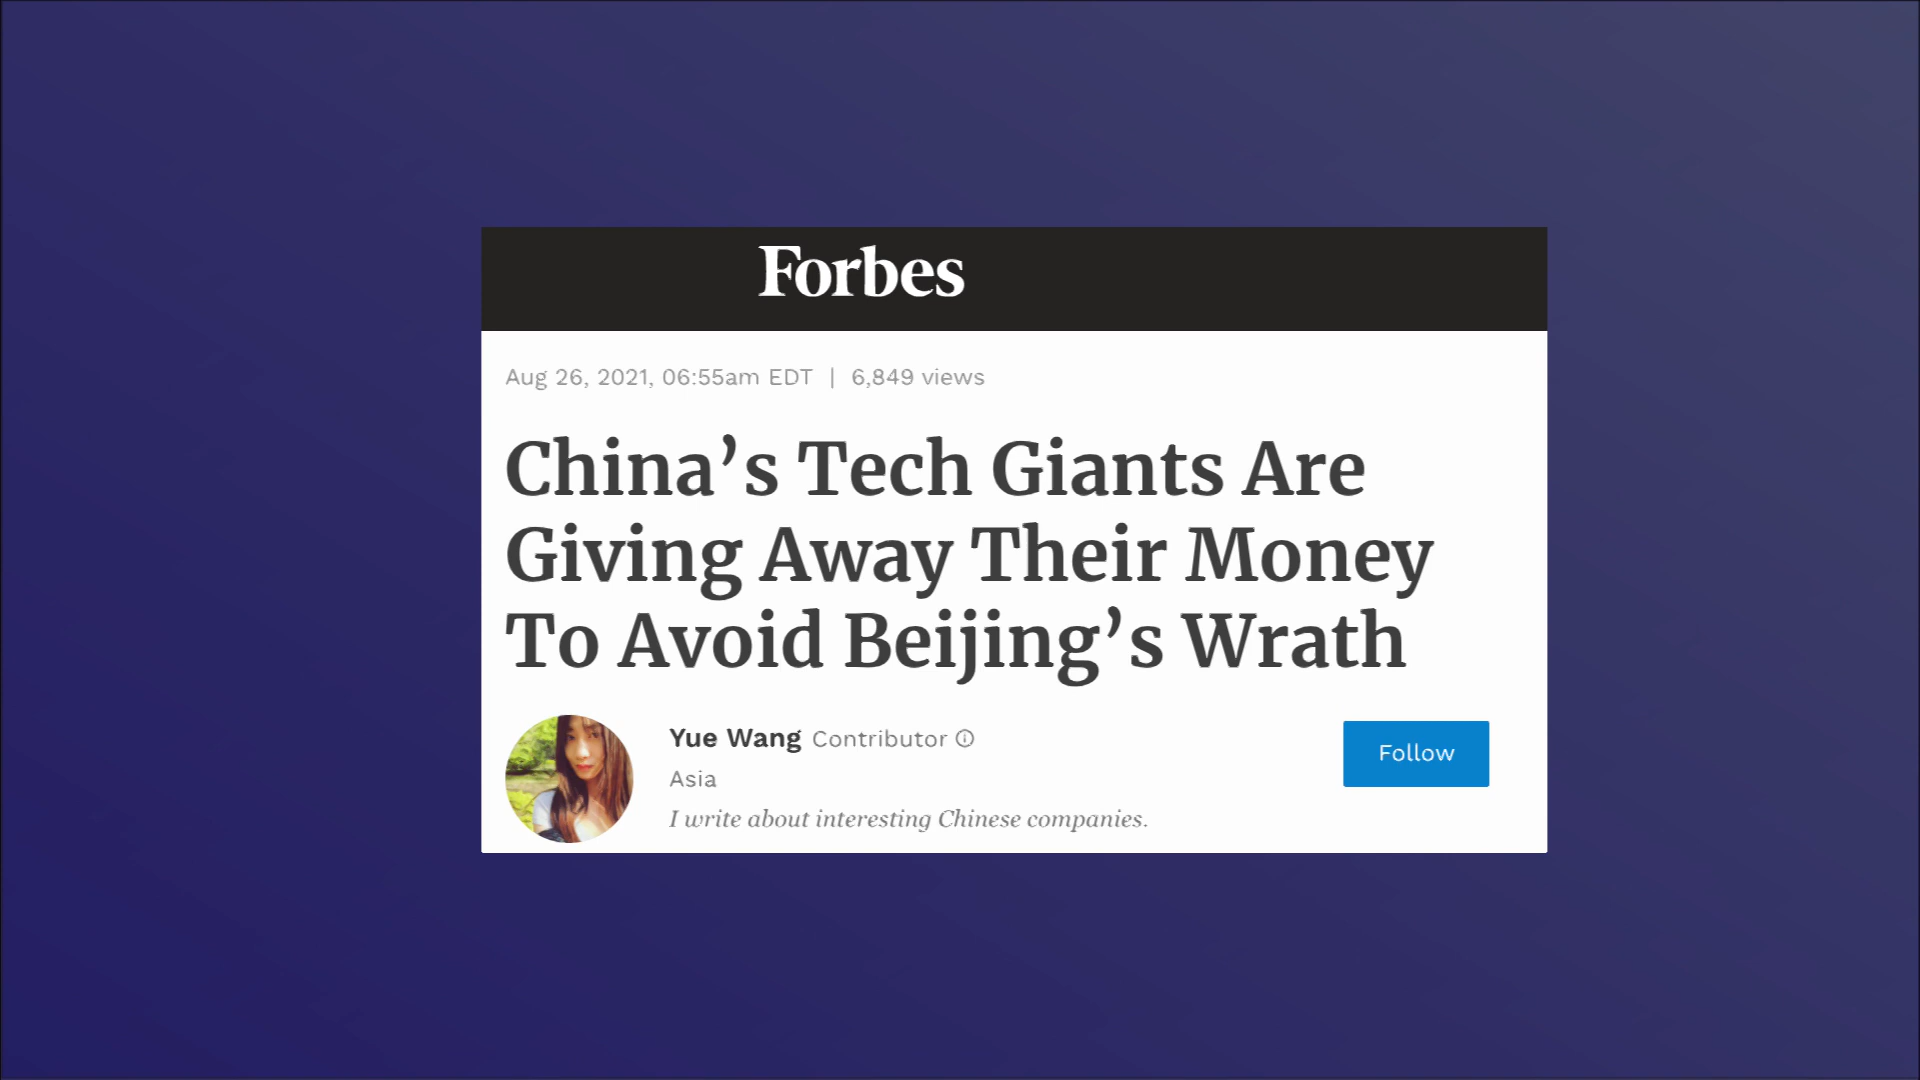 Forbes
Aug 26, 2021, 06:55am EDT | 6,849 views
China’s Tech Giants Are
Giving Away Their Money
To Avoid Beijing’s Wrath
Yue Wang Contributor
Follow
Asia
I write about interesting Chinese companies.